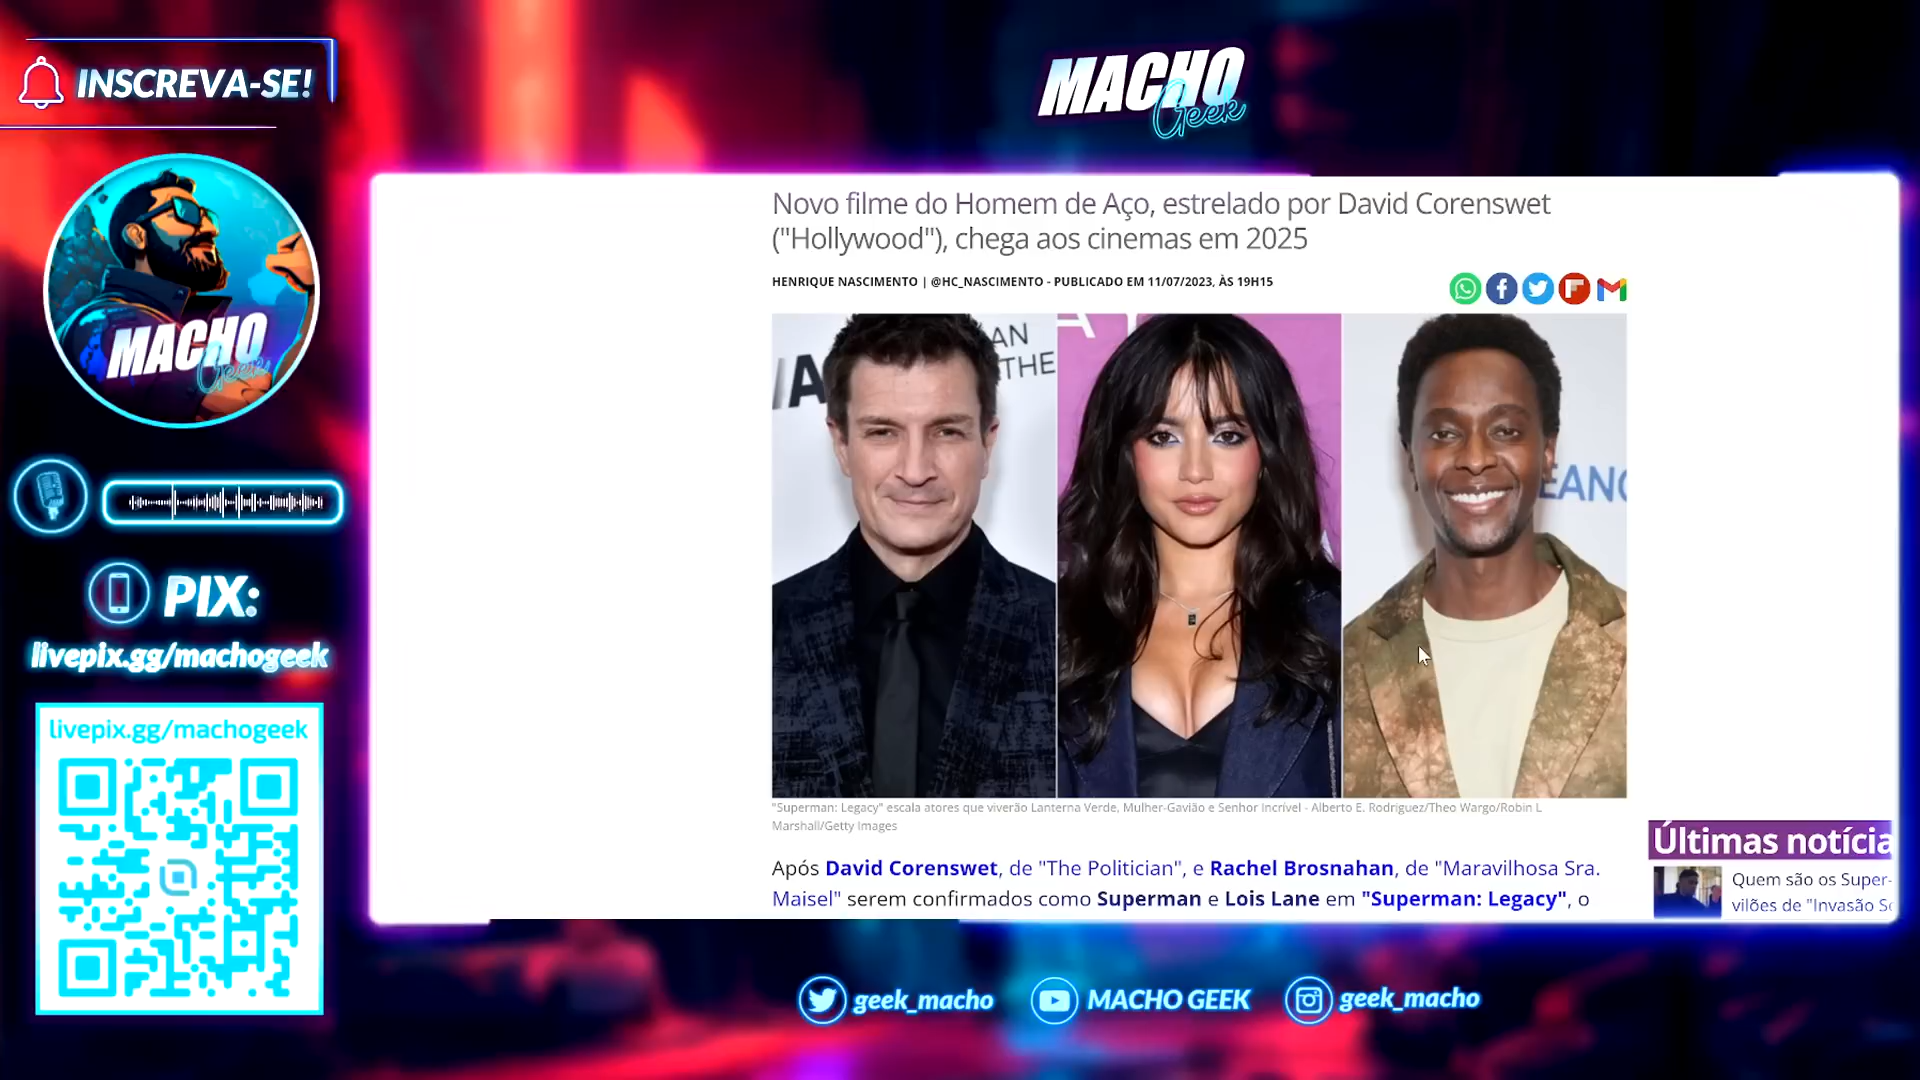 INSCREVA-SE!
MACHO
Geek
MACHO
Geek
PIX:
livepix.gg/machogeek
livepix.gg/machogeek
Novo filme do Homem de Aço, estrelado por David Corenswet
("Hollywood"), chega aos cinemas em 2025
HENRIQUE NASCIMENTO | @HC_NASCIMENTO - PUBLICADO EM 11/07/2023, ÀS 19H15
AN
THE
A
A Y
EANC
"Superman: Legacy" escala atores que viverão Lanterna Verde, Mulher-Gavião e Senhor Incrível - Alberto E. Rodriguez/Theo Wargo/Robin L
Marshall/Getty Images
Após David Corenswet, de "The Politician", e Rachel Brosnahan, de "Maravilhosa Sra.
Maisel" serem confirmados como Superman e Lois Lane em "Superman: Legacy", o
Últimas notícia
Quem são os Super-
vilões de "Invasão Se
geek_macho
MACHO GEEK
geek_macho